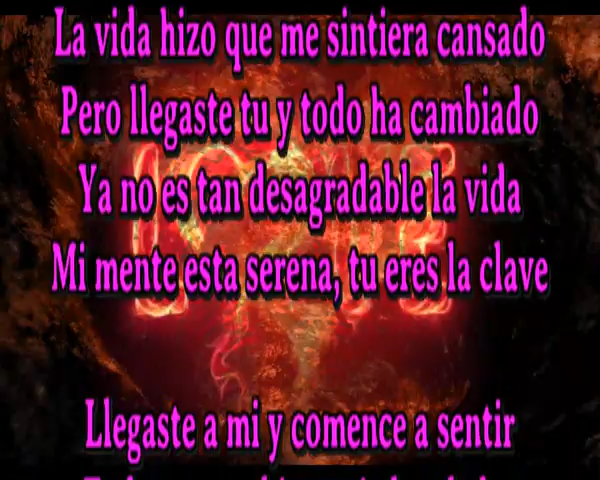 La vida hizo que me sintiera cansado
Pero llegaste tu y todo ha cambiado
Ya no es tan desagradable la vida
Mi mente esta serena, tu eres la clave
Llegaste a mi y comence a sentir